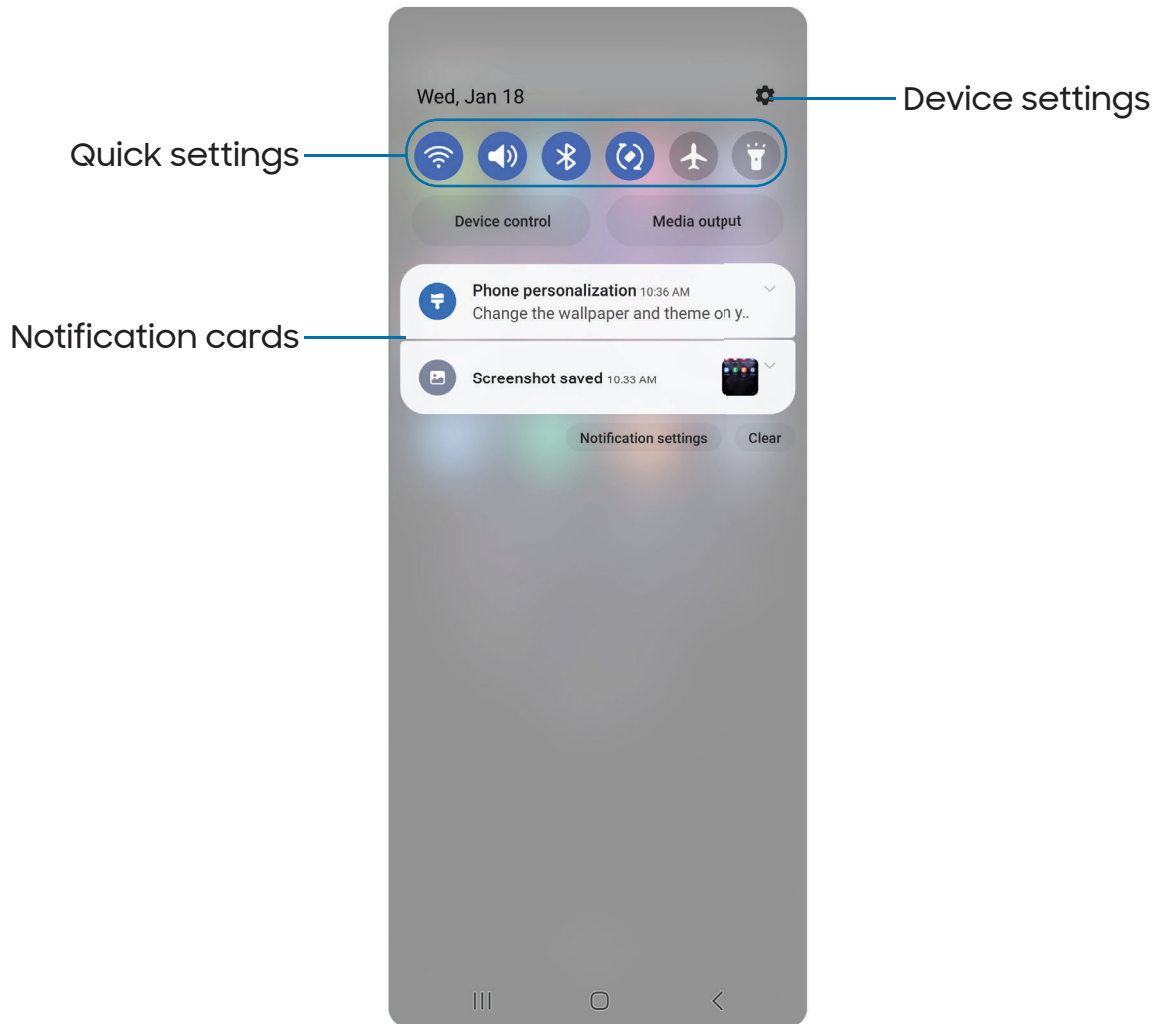 Wed, Jan 18
Device settings
Quick settings
Device control
Media output
Phone personalization 10:36 AM
Change the wallpaper and theme on y..
Notification cards
Screenshot saved 10.33 AM
Notification settings
Clear